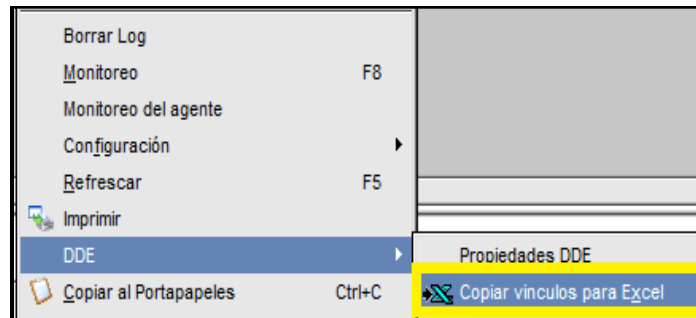 Borrar Log
Monitoreo F8
Monitoreo del agente
Configuración
Refrescar F5
Imprimir
DDE
Propiedades DDE
Copiar al Portapapeles Ctrl+C
Copiar vinculos para Excel